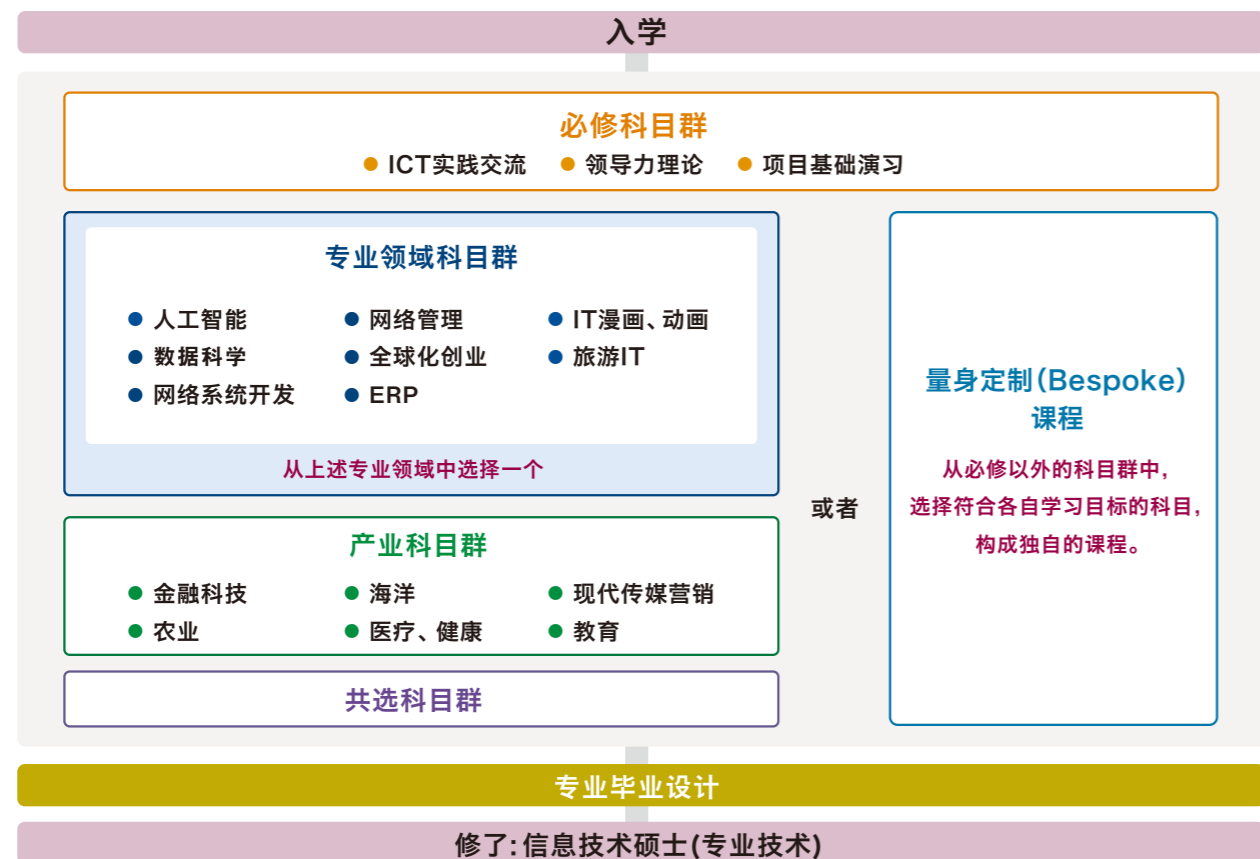 入学
必修科目群
● ICT实践交流 ● 领导力理论 ● 项目基础演习
专业领域科目群
● 人工智能 ● 网络管理 ● IT漫画、动画
● 数据科学 ● 全球化创业 ● 旅游IT
● 网络系统开发 ● ERP
从上述专业领域中选择一个
产业科目群
● 金融科技 ● 海洋 ● 现代传媒营销
● 农业 ● 医疗、健康 ● 教育
共选科目群
或者
量身定制(Bespoke)
课程
从必修以外的科目群中,
选择符合各自学习目标的科目,
构成独自的课程。
专业毕业设计
修了:信息技术硕士(专业技术)